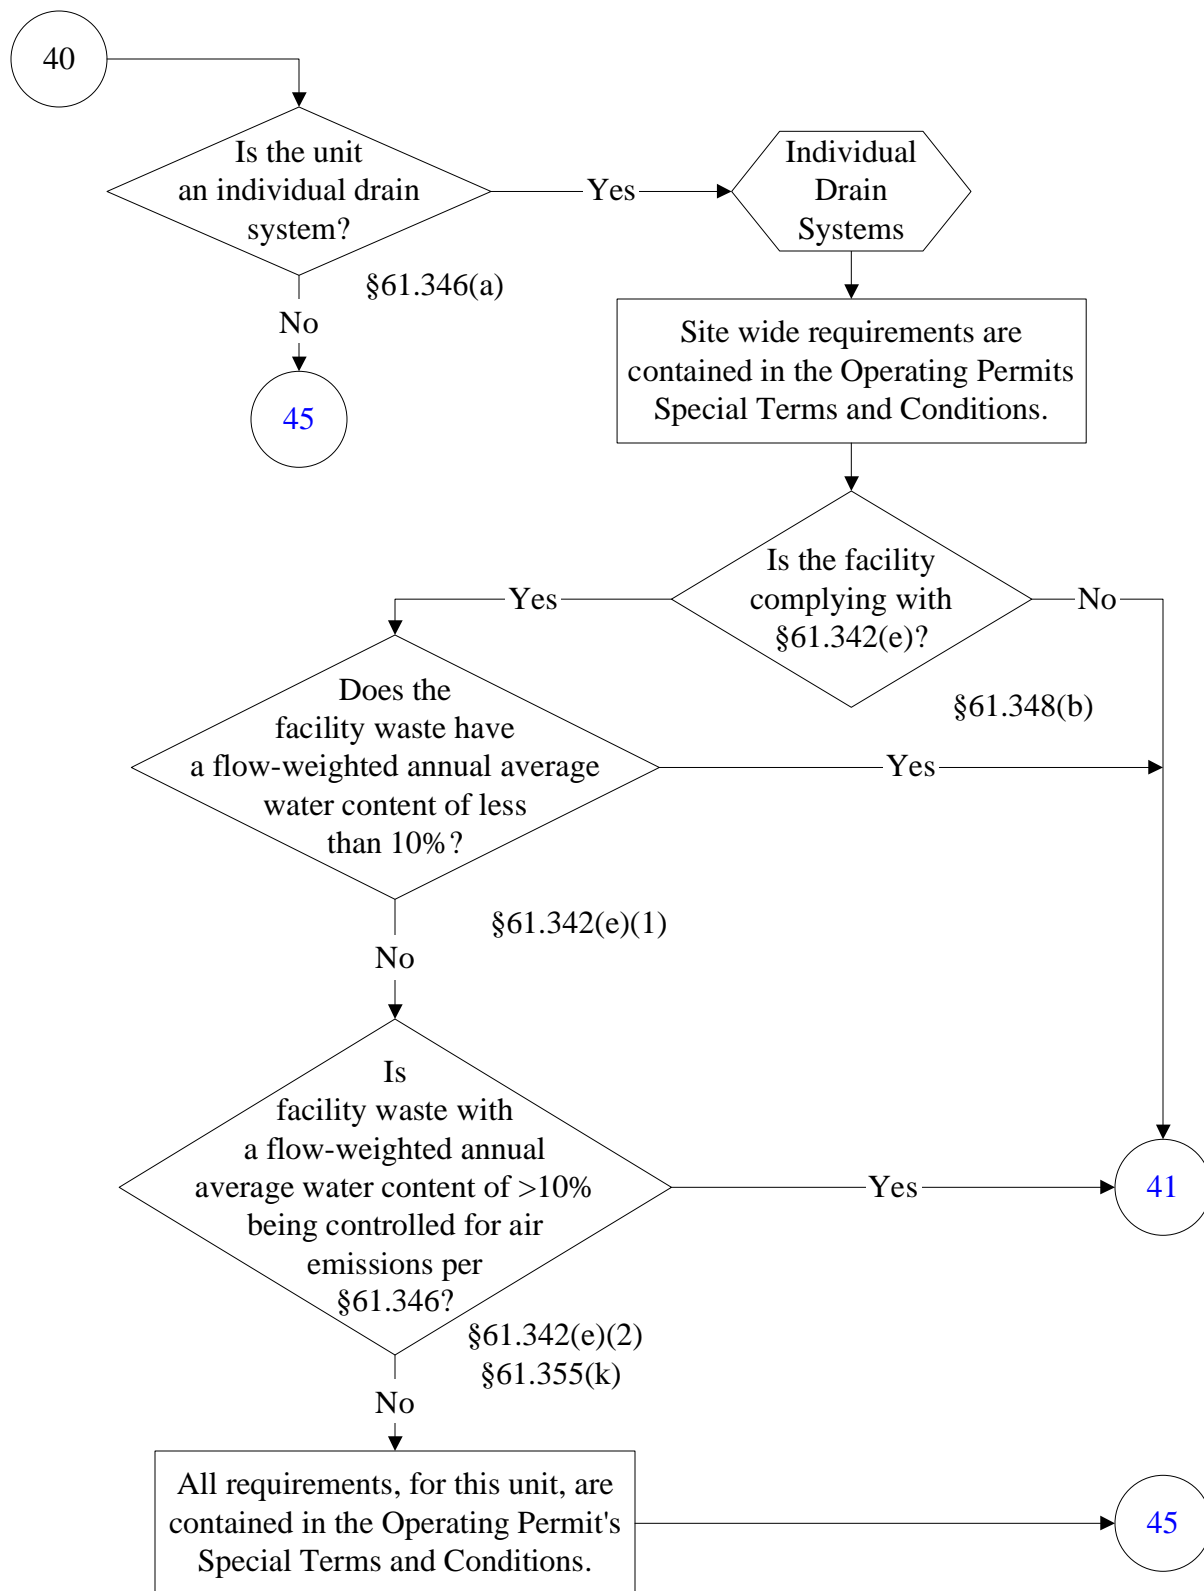 40
Is the unit
an individual drain
system?
Yes
Individual
Drain
Systems
§61.346(a)
No
45
Site wide requirements are
contained in the Operating Permits
Special Terms and Conditions.
Is the facility
complying with
§61.342(e)?
Yes
No
§61.348(b)
Does the
facility waste have
a flow-weighted annual average
water content of less
than 10%?
Yes
§61.342(e)(1)
No
Is
facility waste with
a flow-weighted annual
average water content of >10%
being controlled for air
emissions per
§61.346?
Yes
41
§61.342(e)(2)
§61.355(k)
No
All requirements, for this unit, are
contained in the Operating Permit's
Special Terms and Conditions.
45